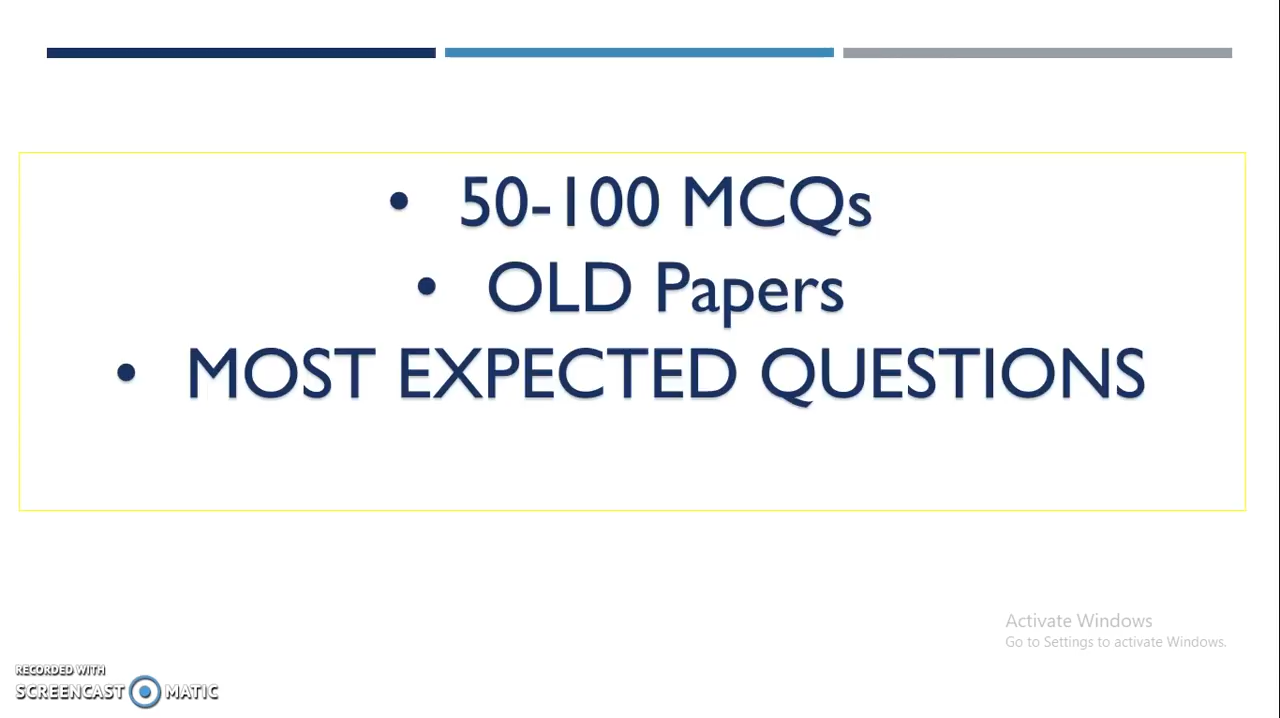 • 50-100 MCQs
• OLD Papers
• MOST EXPECTED QUESTIONS
Activate Windows
Go to Settings to activate Windows.
RECORDED WITH
SCREENCAST MATIC